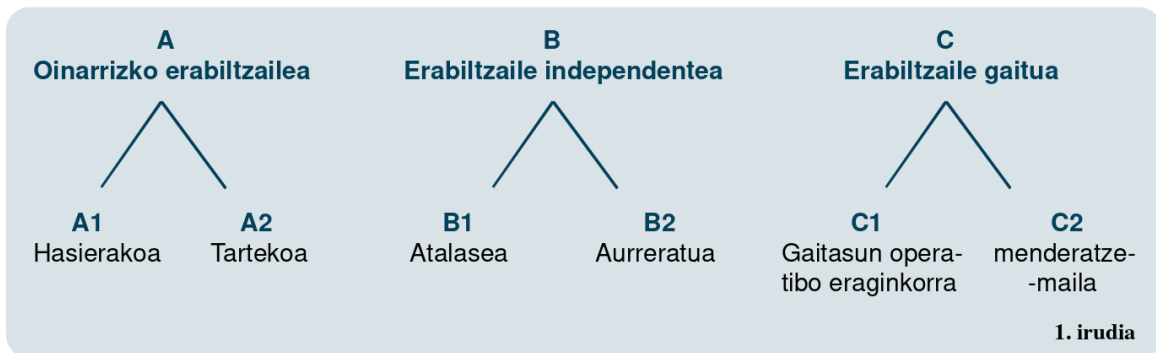 A
Oinarrizko erabiltzailea
B
Erabiltzaile independentea
C
Erabiltzaile gaitua
A1
Hasierakoa
A2
Tartekoa
B1
Atalasea
B2
Aurreratua
C1
Gaitasun opera-
tibo eraginkorra
C2
menderatze-
-maila
1. irudia